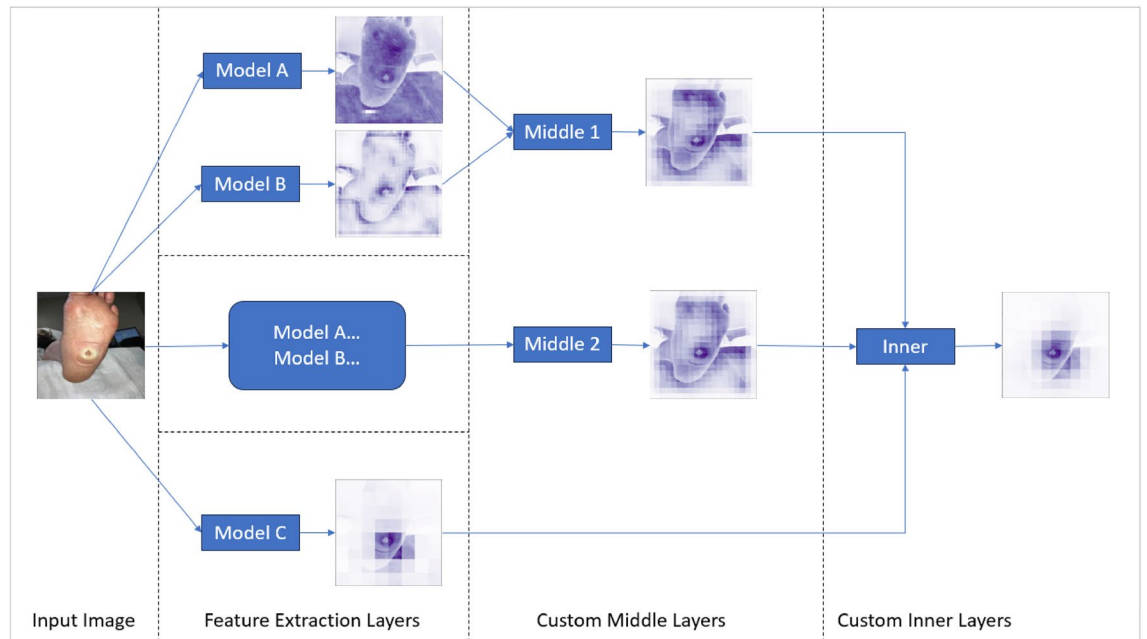 Model A
Model B
Middle 1
Model A...
Model B...
Middle 2
Inner
Model C
Input Image
Feature Extraction Layers
Custom Middle Layers
Custom Inner Layers